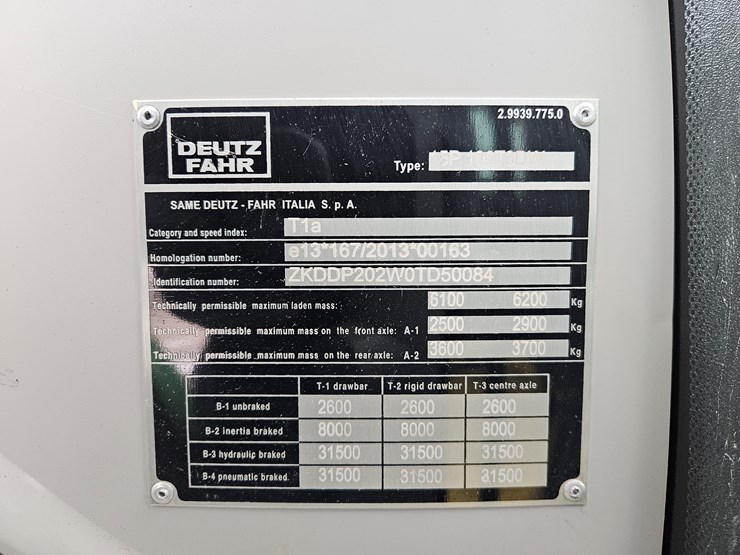 2.9939.775.0
DEUTZ
FAHR
Type:
SAME DEUTZ - FAHR ITALIA S. p. A.
Category and speed index: T1a
Homologation number: e13*167/2013*00163
Identification number: ZKDDP202W0TD50084
Technically permissible maximum laden mass: 6100 6200 Kg
Technically permissible maximum mass on the front axle: A-1 2500 2900 Kg
Technically permissible maximum mass on the rear axle: A-2 3600 3700 Kg
T-1 drawbar T-2 rigid drawbar T-3 centre axle
B-1 unbraked 2600 2600 2600
B-2 inertia braked 8000 8000 8000
B-3 hydraulic braked 31500 31500 31500
B-4 pneumatic braked 31500 31500 31500